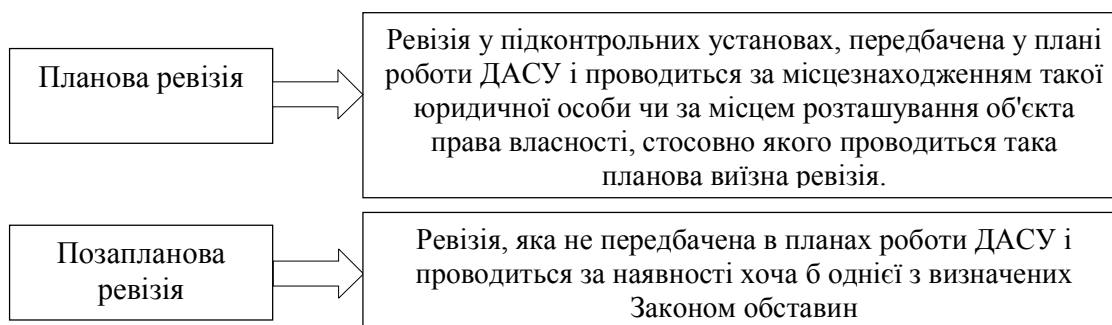 Планова ревізія
Ревізія у підконтрольних установах, передбачена у плані
роботи ДАСУ і проводиться за місцезнаходженням такої
юридичної особи чи за місцем розташування об'єкта
права власності, стосовно якого проводиться така
планова виїзна ревізія.
Позапланова
ревізія
Ревізія, яка не передбачена в планах роботи ДАСУ і
проводиться за наявності хоча б однієї з визначених
Законом обставин